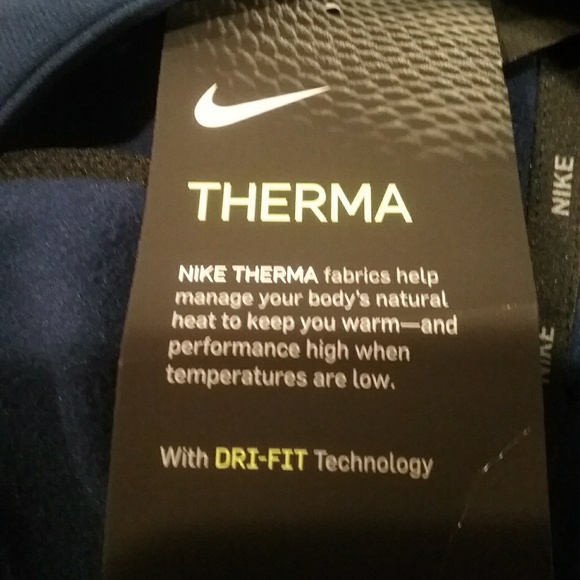 THERMA
NIKE THERMA fabrics help
manage your body's natural
heat to keep you warm—and
performance high when
temperatures are low.
With DRI-FIT Technology
NIKE
NIKE